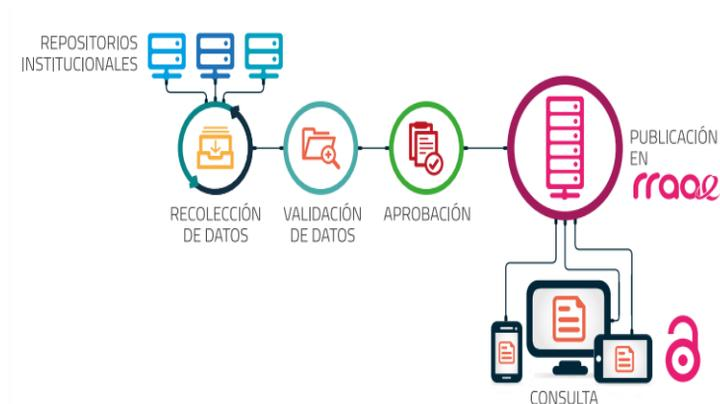 REPOSITORIOS
INSTITUCIONALES
PUBLICACIÓN
EN
rraae
RECOLECCIÓN
DE DATOS
VALIDACIÓN
DE DATOS
APROBACIÓN
CONSULTA